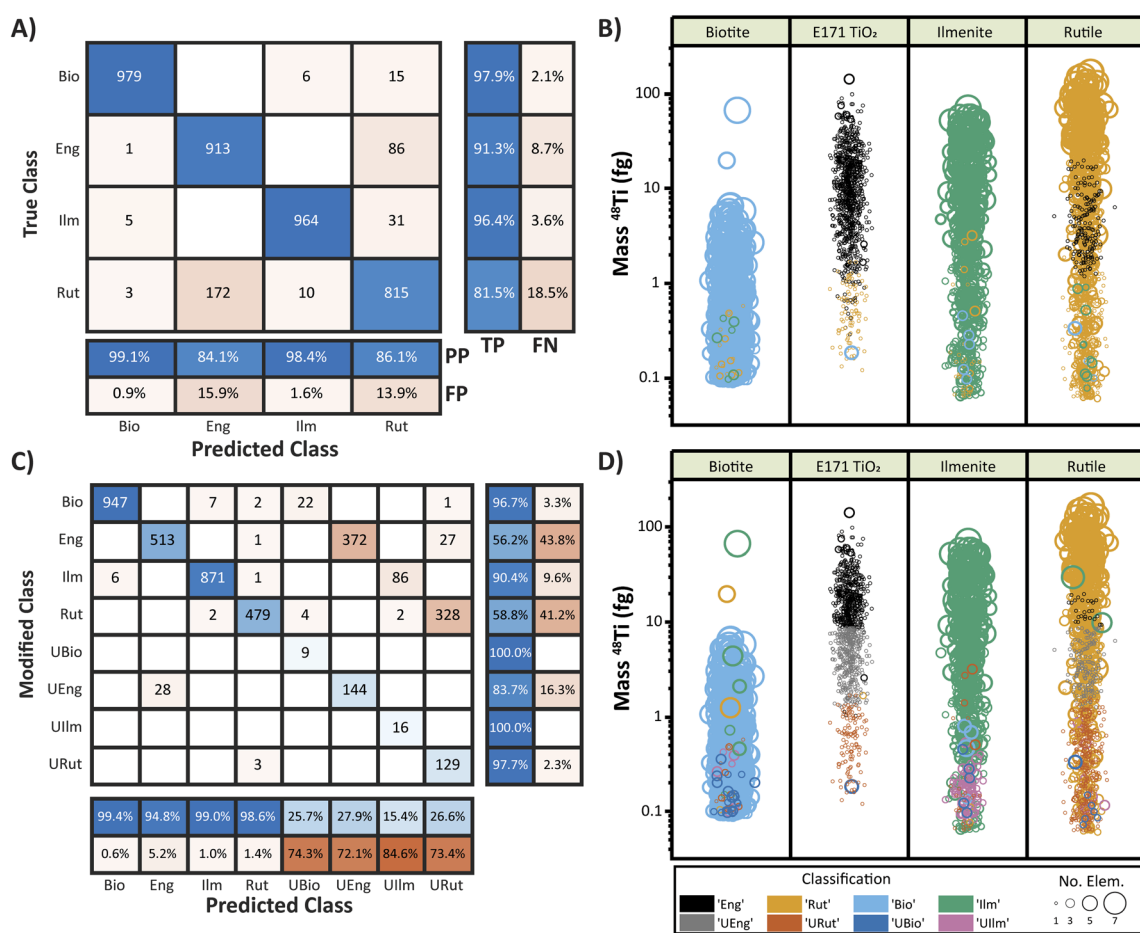 A)
True Class
Bio 979 6 15 97.9% 2.1%
Eng 1 913 86 91.3% 8.7%
Ilm 5 964 31 96.4% 3.6%
Rut 3 172 10 815 81.5% 18.5%
TP FN
99.1% 84.1% 98.4% 86.1% PP
0.9% 15.9% 1.6% 13.9% FP
Bio Eng Ilm Rut
Predicted Class
B)
Biotite E171 TiO₂ Ilmenite Rutile
Mass ⁴⁸Ti (fg)
100
10
1
0.1
C)
Modified Class
Bio 947 7 2 22 1 96.7% 3.3%
Eng 513 1 372 27 56.2% 43.8%
Ilm 6 871 1 86 90.4% 9.6%
Rut 2 479 4 2 328 58.8% 41.2%
UBio 9 100.0%
UEng 28 144 83.7% 16.3%
UIlm 16 100.0%
URut 3 129 97.7% 2.3%
99.4% 94.8% 99.0% 98.6% 25.7% 27.9% 15.4% 26.6%
0.6% 5.2% 1.0% 1.4% 74.3% 72.1% 84.6% 73.4%
Bio Eng Ilm Rut UBio UEng UIlm URut
Predicted Class
D)
Biotite E171 TiO₂ Ilmenite Rutile
Mass ⁴⁸Ti (fg)
100
10
1
0.1
Classification No. Elem.
'Eng' 'Rut' 'Bio' 'Ilm'
'UEng' 'URut' 'UBio' 'UIlm'
1 3 5 7